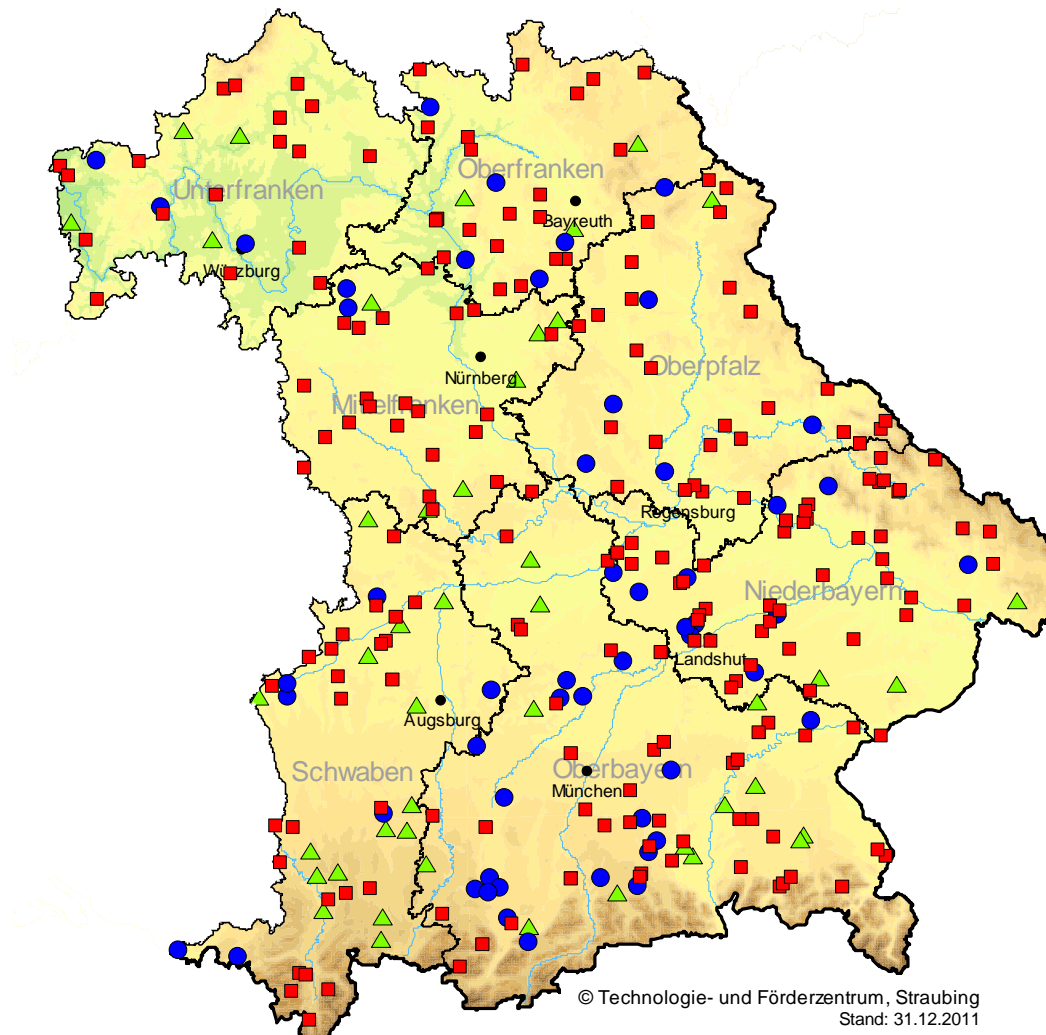 Oberfranken
Unterfranken
Bayreuth
Würzburg
Oberpfalz
Nürnberg
Mittelfranken
Regensburg
Niederbayern
Landshut
Augsburg
Schwaben
Oberbayern
München
© Technologie- und Förderzentrum, Straubing
Stand: 31.12.2011